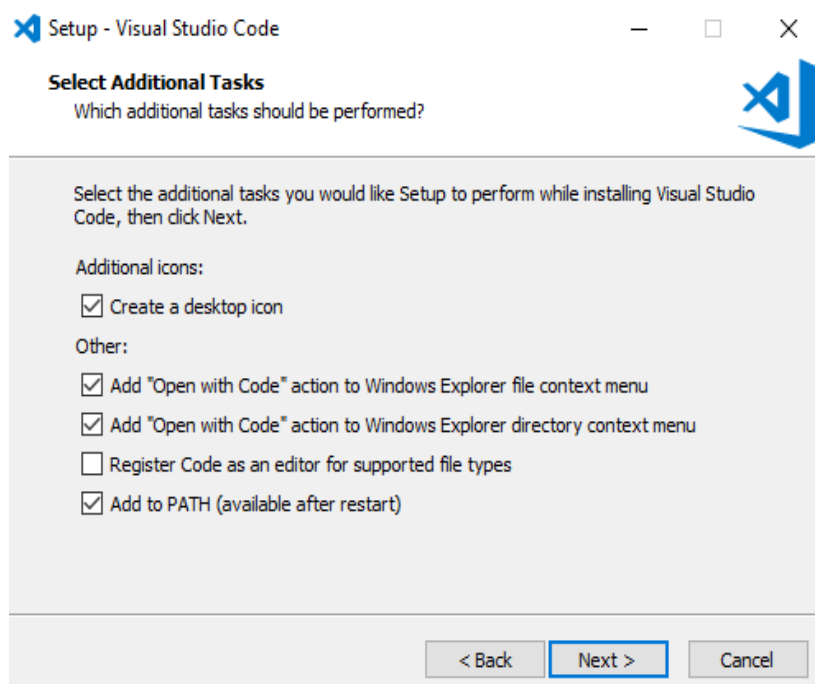 Setup - Visual Studio Code
Select Additional Tasks
Which additional tasks should be performed?
Select the additional tasks you would like Setup to perform while installing Visual Studio
Code, then click Next.
Additional icons:
Create a desktop icon
Other:
Add "Open with Code" action to Windows Explorer file context menu
Add "Open with Code" action to Windows Explorer directory context menu
Register Code as an editor for supported file types
Add to PATH (available after restart)
< Back Next > Cancel